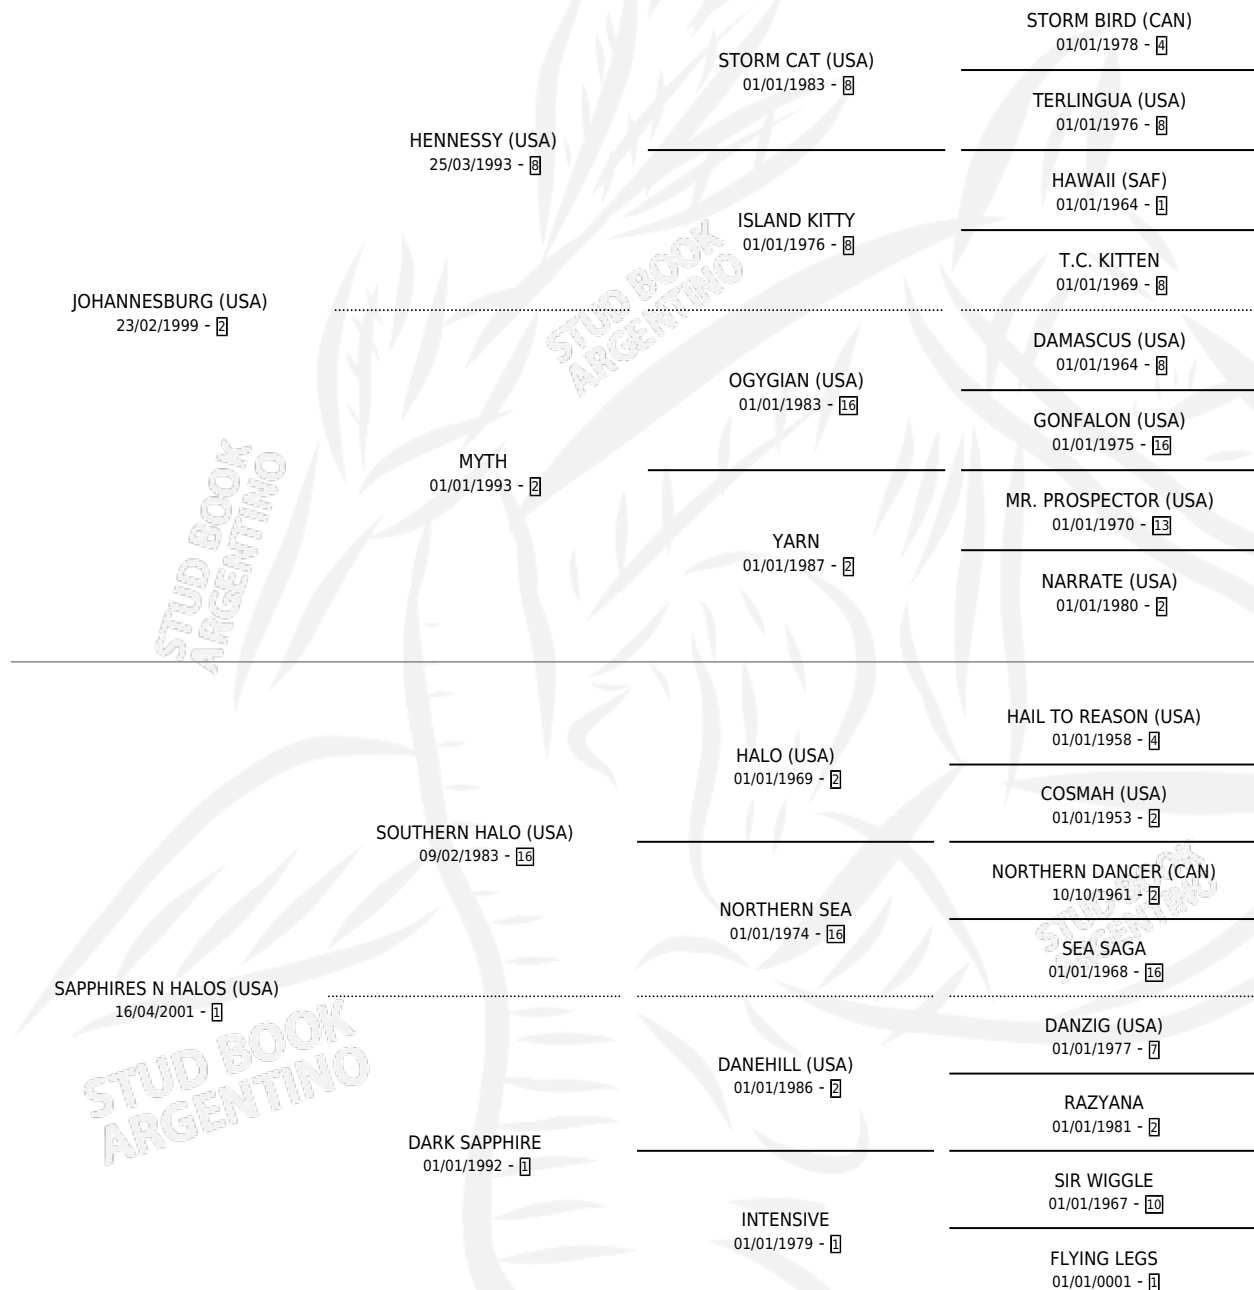 STORM BIRD (CAN)
01/01/1978 - 4
STORM CAT (USA)
01/01/1983 - 8
TERLINGUA (USA)
01/01/1976 - 8
HENNESSY (USA)
25/03/1993 - 8
HAWAII (SAF)
01/01/1964 - 1
ISLAND KITTY
01/01/1976 - 8
T.C. KITTEN
01/01/1969 - 8
JOHANNESBURG (USA)
23/02/1999 - 2
DAMASCUS (USA)
01/01/1964 - 8
OGYGIAN (USA)
01/01/1983 - 16
GONFALON (USA)
01/01/1975 - 16
MYTH
01/01/1993 - 2
MR. PROSPECTOR (USA)
01/01/1970 - 13
YARN
01/01/1987 - 2
NARRATE (USA)
01/01/1980 - 2
HAIL TO REASON (USA)
01/01/1958 - 4
HALO (USA)
01/01/1969 - 2
COSMAH (USA)
01/01/1953 - 2
SOUTHERN HALO (USA)
09/02/1983 - 16
NORTHERN DANCER (CAN)
10/10/1961 - 2
NORTHERN SEA
01/01/1974 - 16
SEA SAGA
01/01/1968 - 16
SAPPHIRES N HALOS (USA)
16/04/2001 - 1
DANZIG (USA)
01/01/1977 - 7
DANEHILL (USA)
01/01/1986 - 2
RAZYANA
01/01/1981 - 2
DARK SAPPHIRE
01/01/1992 - 1
SIR WIGGLE
01/01/1967 - 10
INTENSIVE
01/01/1979 - 1
FLYING LEGS
01/01/0001 - 1
STUD BOOK
ARGENTINO
STUD BOOK
ARGENTINO
STUD BOOK
ARGENTINO
STUD BOOK
ARGENTINO